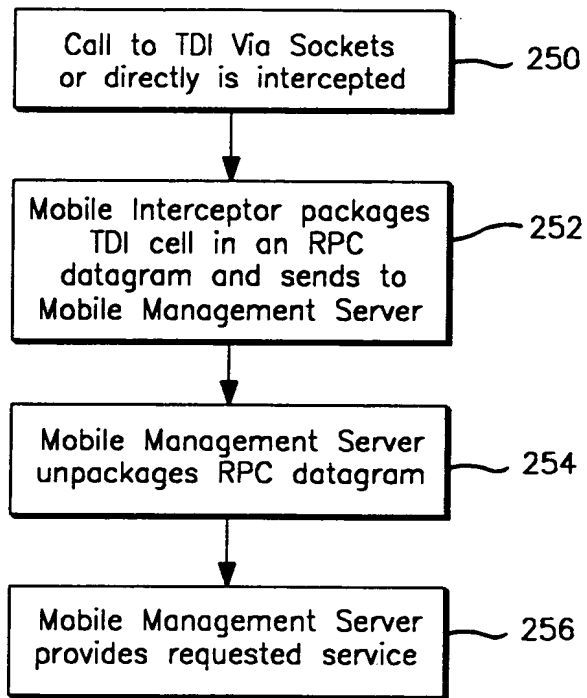 Call to TDI Via Sockets
or directly is intercepted
250
Mobile Interceptor packages
TDI cell in an RPC
datagram and sends to
Mobile Management Server
252
Mobile Management Server
unpackages RPC datagram
254
Mobile Management Server
provides requested service
256